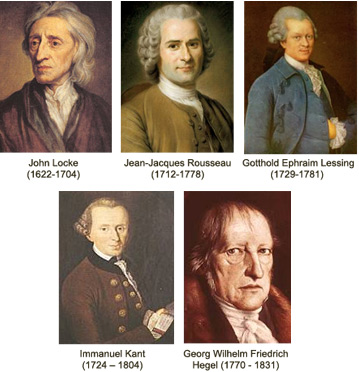 John Locke
(1622-1704)
Jean-Jacques Rousseau
(1712-1778)
Gotthold Ephraim Lessing
(1729-1781)
Immanuel Kant
(1724 – 1804)
Georg Wilhelm Friedrich
Hegel (1770 - 1831)